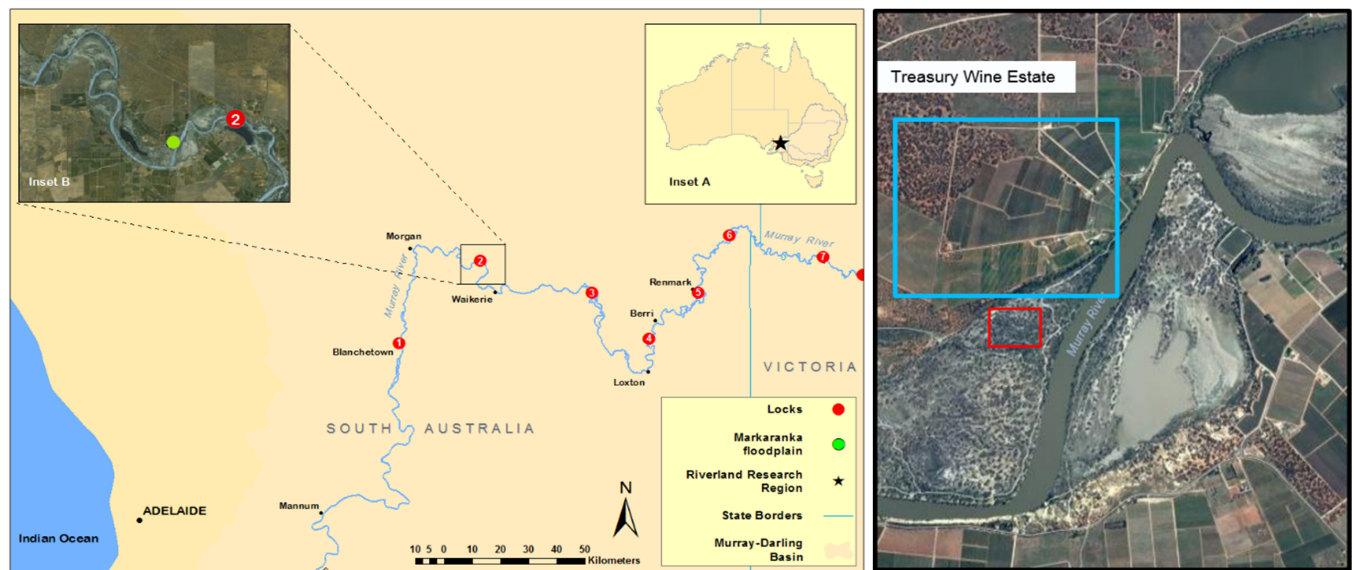 2
Inset B
Inset A
Morgan
2
Murray River
Waikerie
1
Blanchetown
3
6
Murray River
7
Renmark
5
Berri
4
Loxton
VICTORIA
SOUTH AUSTRALIA
Mannum
ADELAIDE
Indian Ocean
N
10 5 0 10 20 30 40 50
Kilometers
Locks
Markaranka
floodplain
Riverland Research
Region
State Borders
Murray-Darling
Basin
Treasury Wine Estate
Murray River